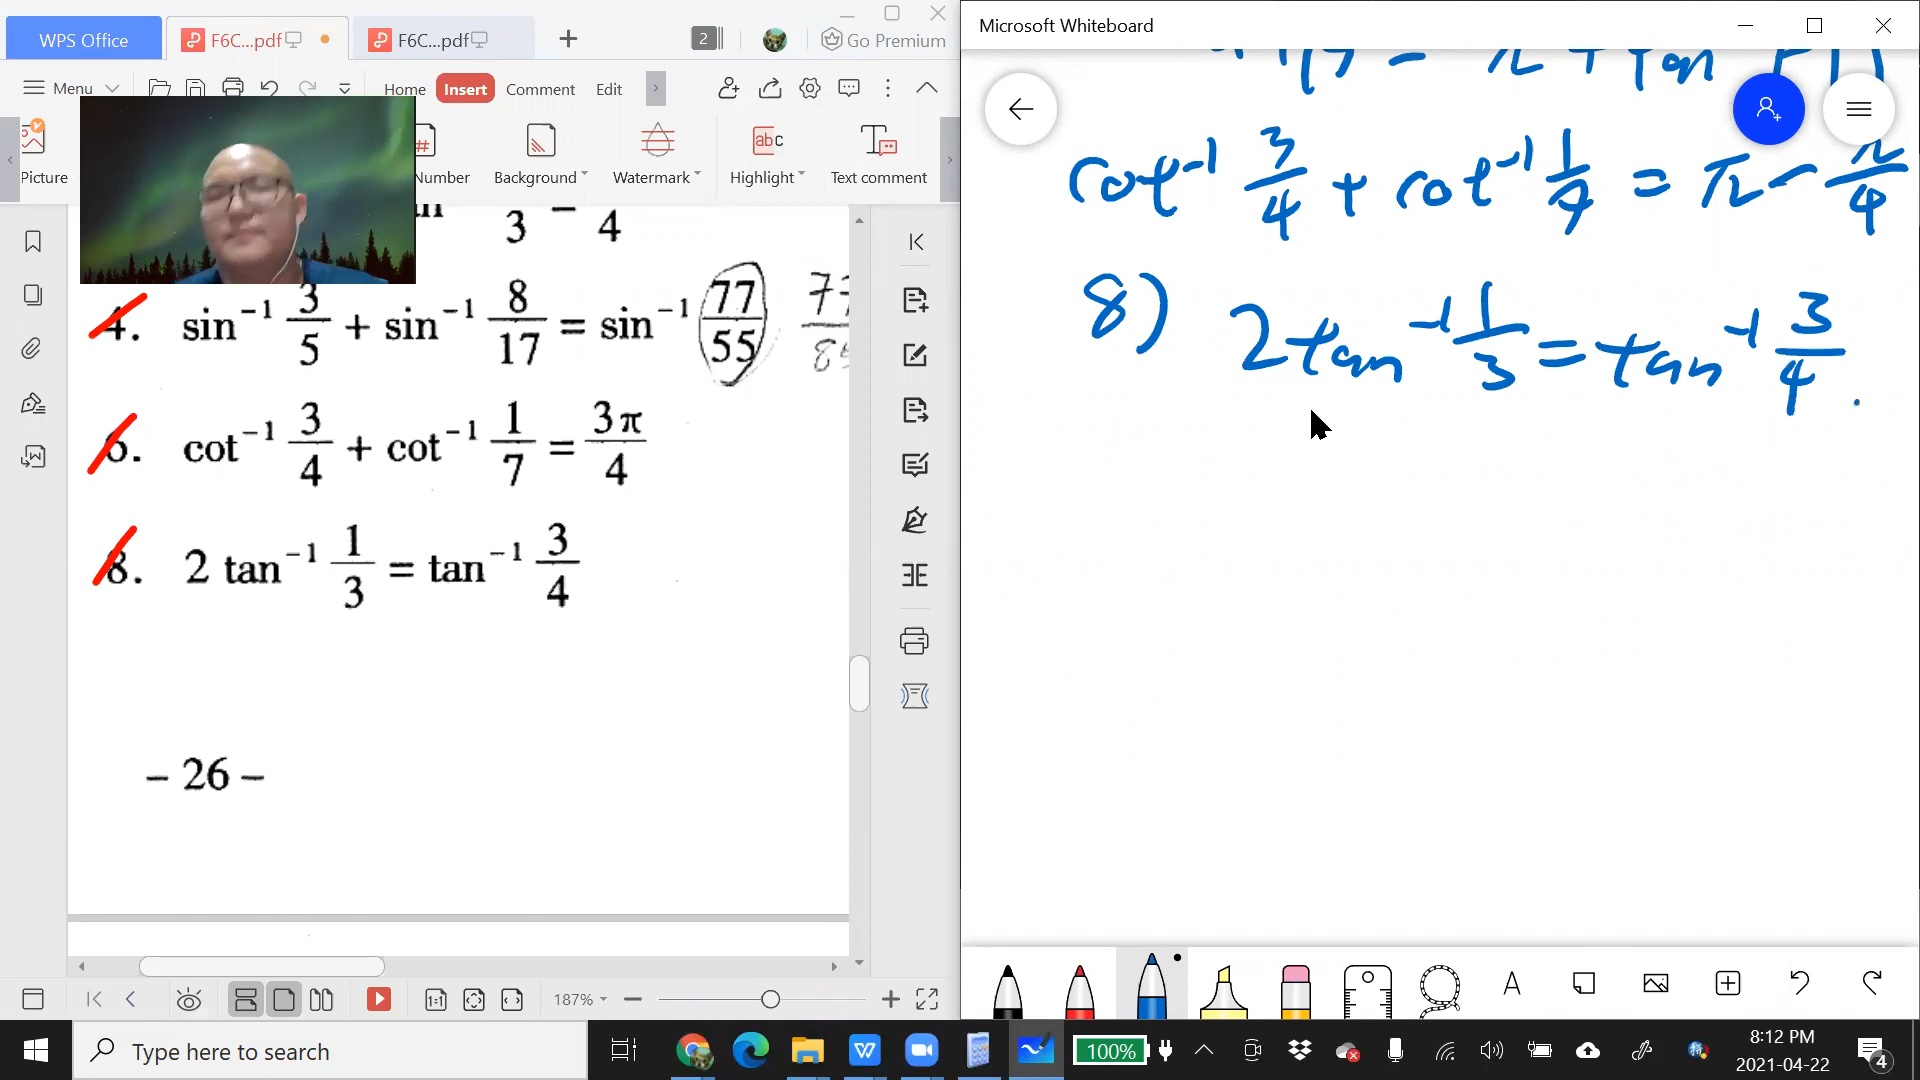 WPS Office
F6C...pdf
F6C...pdf
2
Go Premium
Microsoft Whiteboard
Menu
Home
Insert
Comment
Edit
Picture
Number
Background
Watermark
Highlight
Text comment
3 4
4. sin⁻¹ 3/5 + sin⁻¹ 8/17 = sin⁻¹ 77/55
6. cot⁻¹ 3/4 + cot⁻¹ 1/7 = 3π/4
8. 2 tan⁻¹ 1/3 = tan⁻¹ 3/4
– 26 –
cot⁻¹ 3/4 + cot⁻¹ 1/7 = π – π/4
8) 2 tan⁻¹ 1/3 = tan⁻¹ 3/4 .
187%
Type here to search
100%
8:12 PM
2021-04-22
4